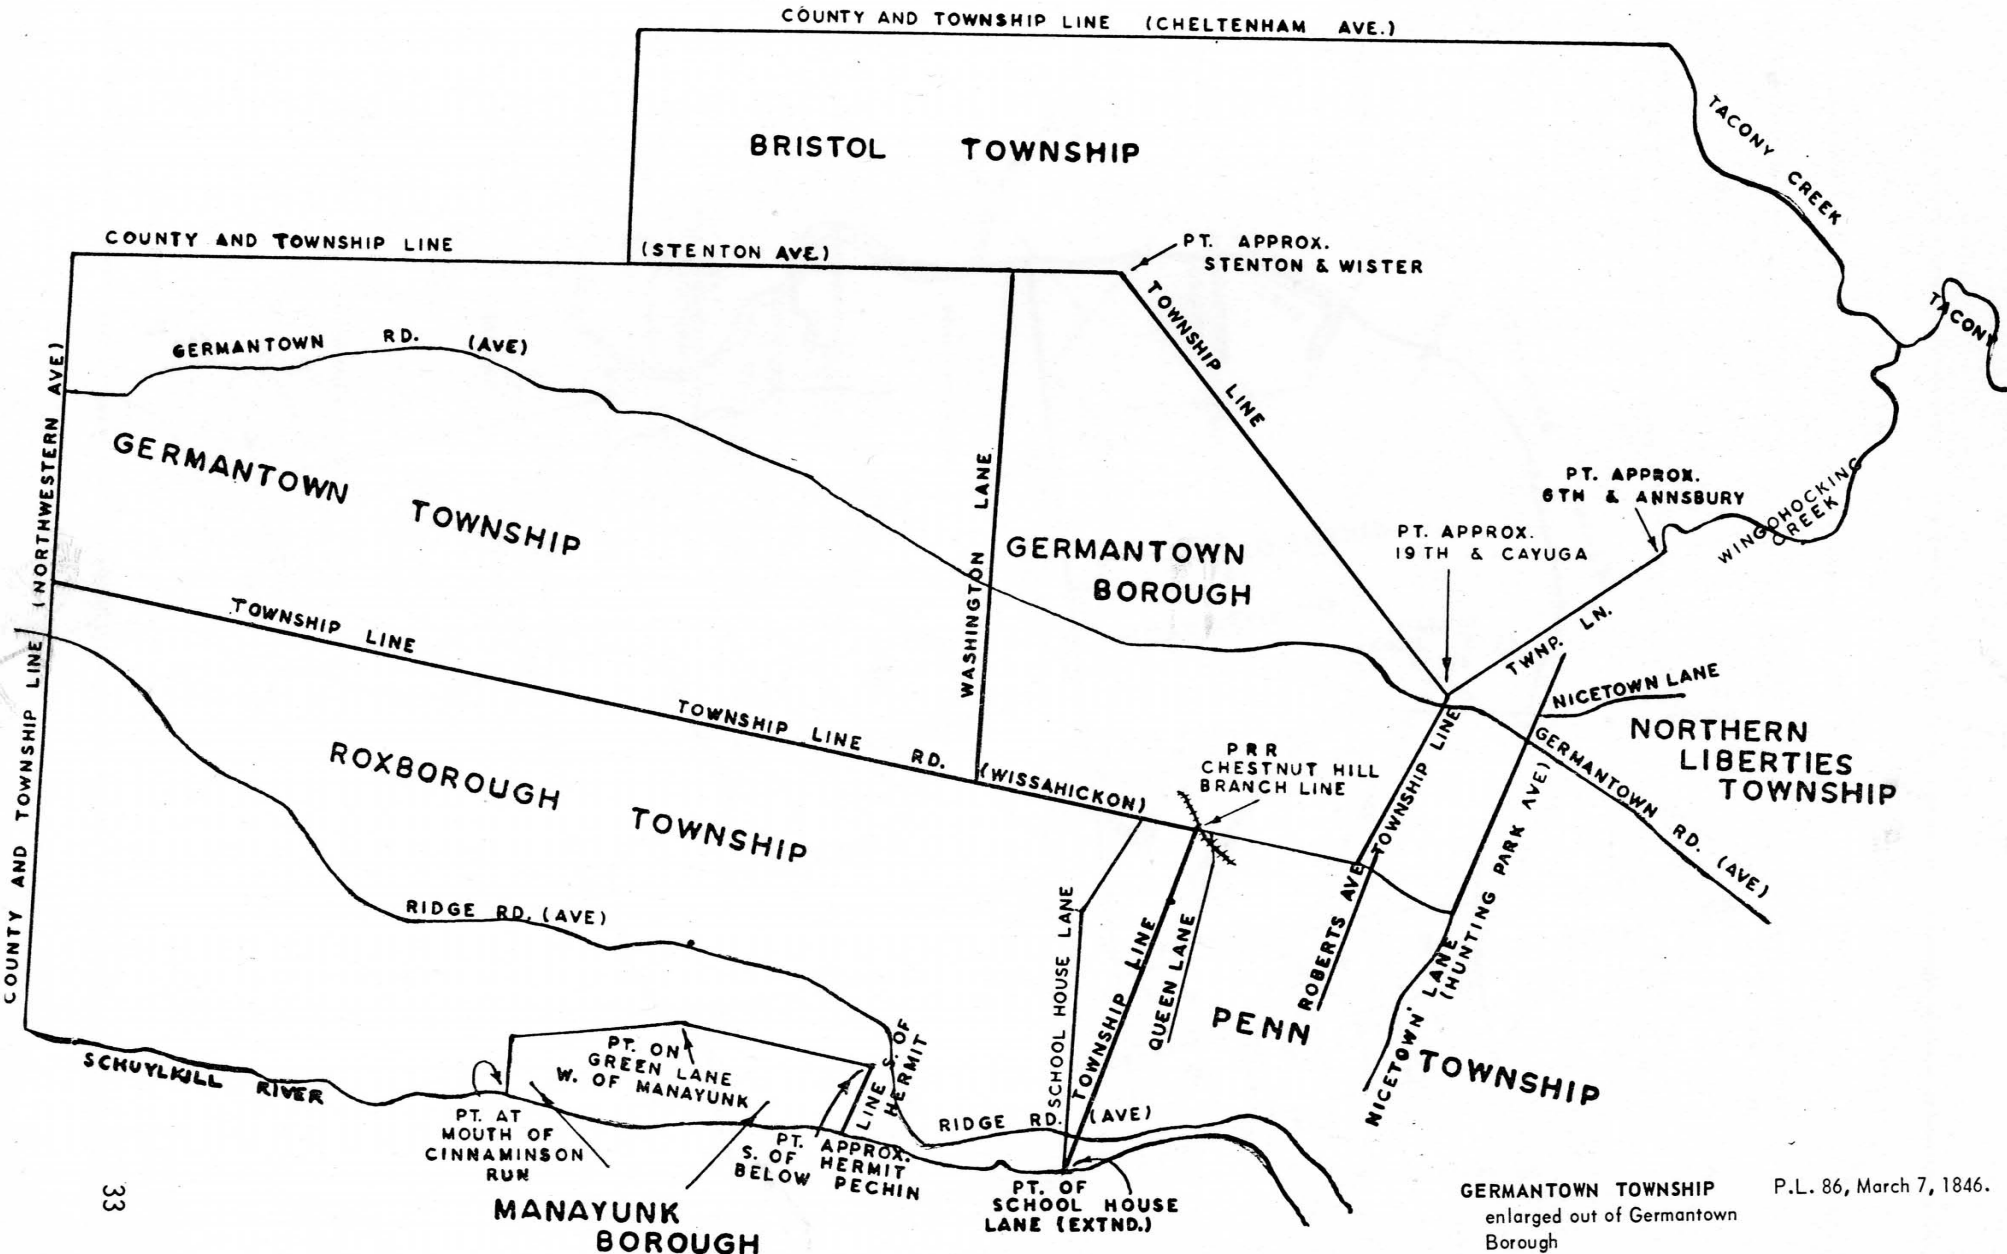 COUNTY AND TOWNSHIP LINE (CHELTENHAM AVE.)
BRISTOL TOWNSHIP
TACONY CREEK
TACONY
COUNTY AND TOWNSHIP LINE (STENTON AVE.)
PT. APPROX.
STENTON & WISTER
TOWNSHIP LINE
GERMANTOWN RD. (AVE)
COUNTY AND TOWNSHIP LINE (NORTHWESTERN AVE)
GERMANTOWN TOWNSHIP
WASHINGTON LANE
GERMANTOWN
BOROUGH
PT. APPROX.
6TH & ANNSBURY
WINGOHOCKING
CREEK
PT. APPROX.
19TH & CAYUGA
TWNP. LN.
NICETOWN LANE
NORTHERN
LIBERTIES
TOWNSHIP
TOWNSHIP LINE
TOWNSHIP LINE RD. (WISSAHICKON)
PRR
CHESTNUT HILL
BRANCH LINE
TOWNSHIP LINE
GERMANTOWN RD. (AVE)
ROXBOROUGH TOWNSHIP
RIDGE RD. (AVE)
SCHOOL HOUSE LANE
TOWNSHIP LINE
QUEEN LANE
ROBERTS AVE
NICETOWN LANE
(HUNTING PARK AVE)
PENN TOWNSHIP
SCHUYLKILL RIVER
PT. ON
GREEN LANE
W. OF MANAYUNK
LINE S. OF
HERMIT
RIDGE RD. (AVE)
PT. AT
MOUTH OF
CINNAMINSON
RUN
PT. APPROX.
S. OF HERMIT
BELOW PECHIN
MANAYUNK
BOROUGH
PT. OF
SCHOOL HOUSE
LANE (EXTND.)
GERMANTOWN TOWNSHIP P.L. 86, March 7, 1846.
enlarged out of Germantown
Borough
33